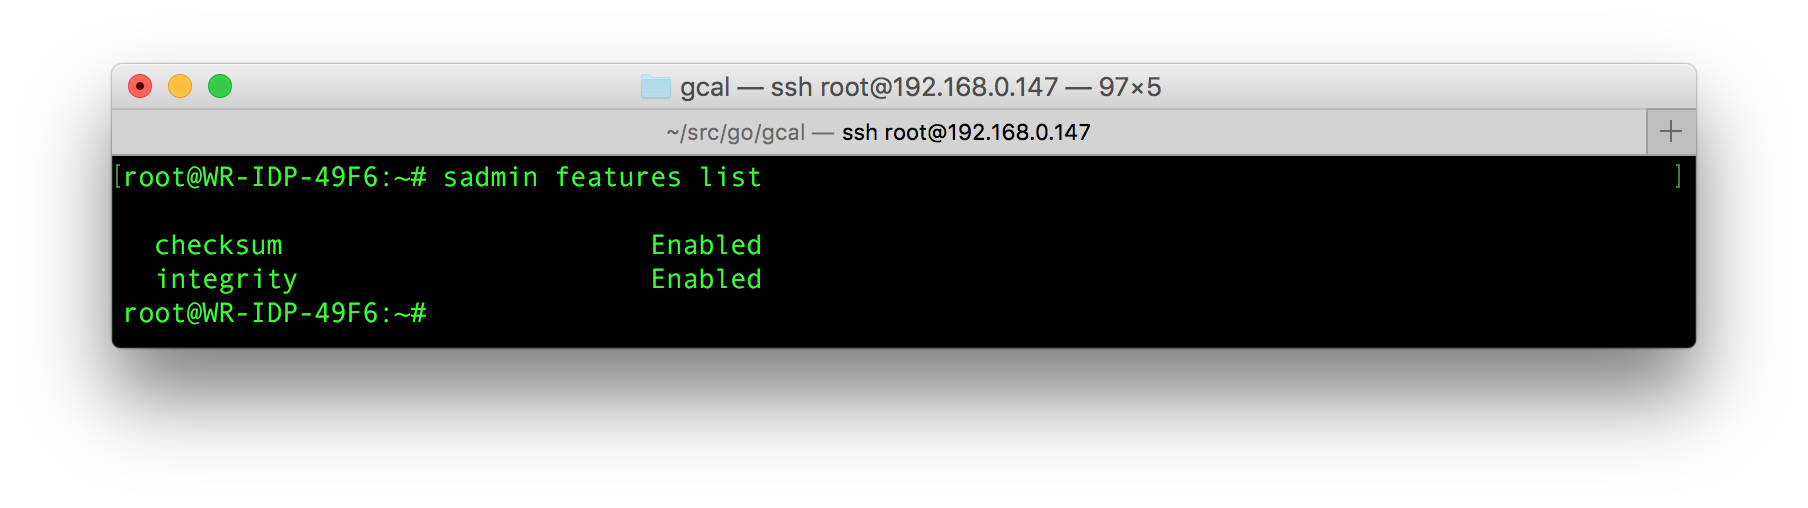 gcal — ssh root@192.168.0.147 — 97×5
~/src/go/gcal — ssh root@192.168.0.147 +
[root@WR-IDP-49F6:~# sadmin features list ]
checksum Enabled
integrity Enabled
root@WR-IDP-49F6:~#